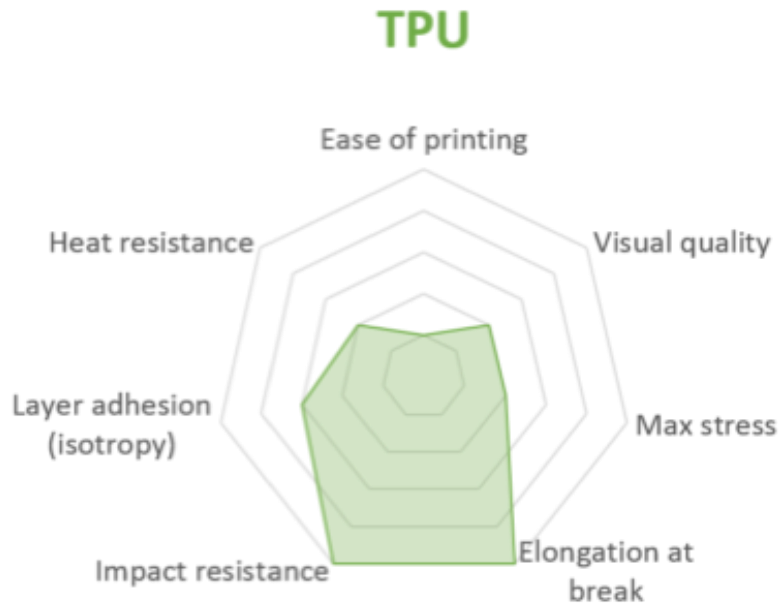 TPU
Ease of printing
Heat resistance
Visual quality
Layer adhesion
(isotropy)
Max stress
Impact resistance
Elongation at
break